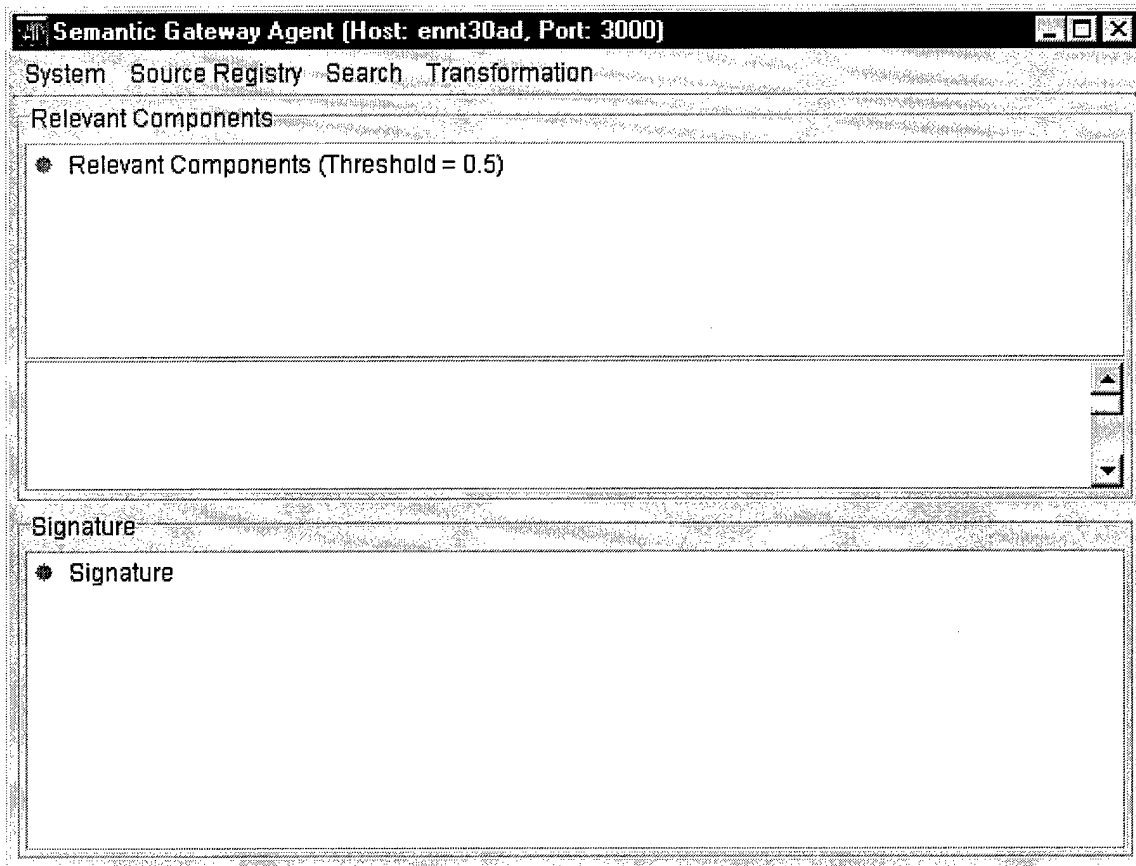 Semantic Gateway Agent (Host: ennt30ad, Port: 3000)
System Source Registry Search Transformation
Relevant Components
Relevant Components (Threshold = 0.5)
Signature
Signature